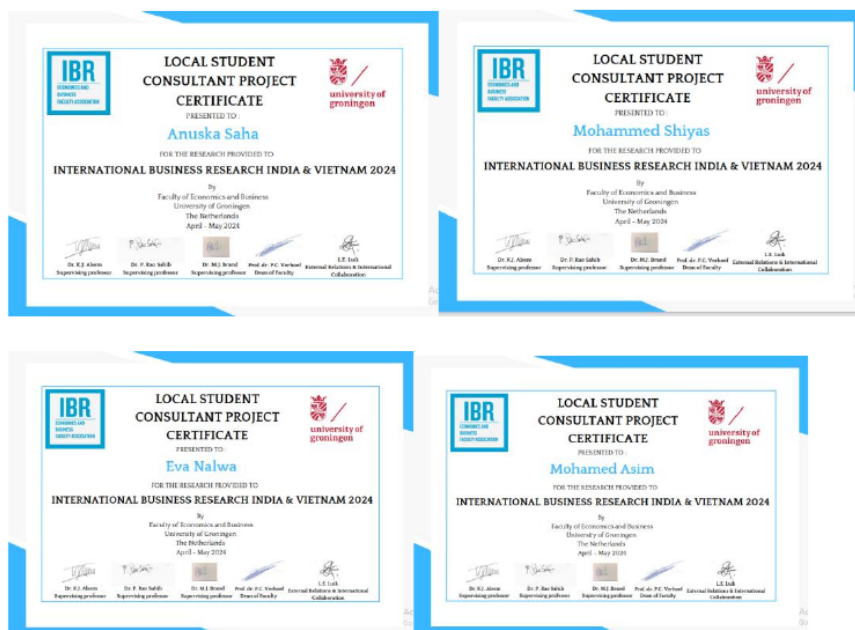 IBR
ECONOMICS AND
BUSINESS
FACULTY ASSOCIATION
LOCAL STUDENT
CONSULTANT PROJECT
CERTIFICATE
university of
groningen
PRESENTED TO :
Anuska Saha
FOR THE RESEARCH PROVIDED TO
INTERNATIONAL BUSINESS RESEARCH INDIA & VIETNAM 2024
By
Faculty of Economics and Business
University of Groningen
The Netherlands
April - May 2024
Dr. K.J. Alsem Dr. P. Rao Sahib Dr. M.J. Brand Prof. dr. P.C. Verhoef L.E. Luik
Supervising professor Supervising professor Supervising professor Dean of Faculty External Relations & International
Collaboration
IBR
ECONOMICS AND
BUSINESS
FACULTY ASSOCIATION
LOCAL STUDENT
CONSULTANT PROJECT
CERTIFICATE
university of
groningen
PRESENTED TO :
Mohammed Shiyas
FOR THE RESEARCH PROVIDED TO
INTERNATIONAL BUSINESS RESEARCH INDIA & VIETNAM 2024
By
Faculty of Economics and Business
University of Groningen
The Netherlands
April - May 2024
Dr. K.J. Alsem Dr. P. Rao Sahib Dr. M.J. Brand Prof. dr. P.C. Verhoef L.E. Luik
Supervising professor Supervising professor Supervising professor Dean of Faculty External Relations & International
Collaboration
IBR
ECONOMICS AND
BUSINESS
FACULTY ASSOCIATION
LOCAL STUDENT
CONSULTANT PROJECT
CERTIFICATE
university of
groningen
PRESENTED TO :
Eva Nalwa
FOR THE RESEARCH PROVIDED TO
INTERNATIONAL BUSINESS RESEARCH INDIA & VIETNAM 2024
By
Faculty of Economics and Business
University of Groningen
The Netherlands
April - May 2024
Dr. K.J. Alsem Dr. P. Rao Sahib Dr. M.J. Brand Prof. dr. P.C. Verhoef L.E. Luik
Supervising professor Supervising professor Supervising professor Dean of Faculty External Relations & International
Collaboration
IBR
ECONOMICS AND
BUSINESS
FACULTY ASSOCIATION
LOCAL STUDENT
CONSULTANT PROJECT
CERTIFICATE
university of
groningen
PRESENTED TO :
Mohamed Asim
FOR THE RESEARCH PROVIDED TO
INTERNATIONAL BUSINESS RESEARCH INDIA & VIETNAM 2024
By
Faculty of Economics and Business
University of Groningen
The Netherlands
April - May 2024
Dr. K.J. Alsem Dr. P. Rao Sahib Dr. M.J. Brand Prof. dr. P.C. Verhoef L.E. Luik
Supervising professor Supervising professor Supervising professor Dean of Faculty External Relations & International
Collaboration